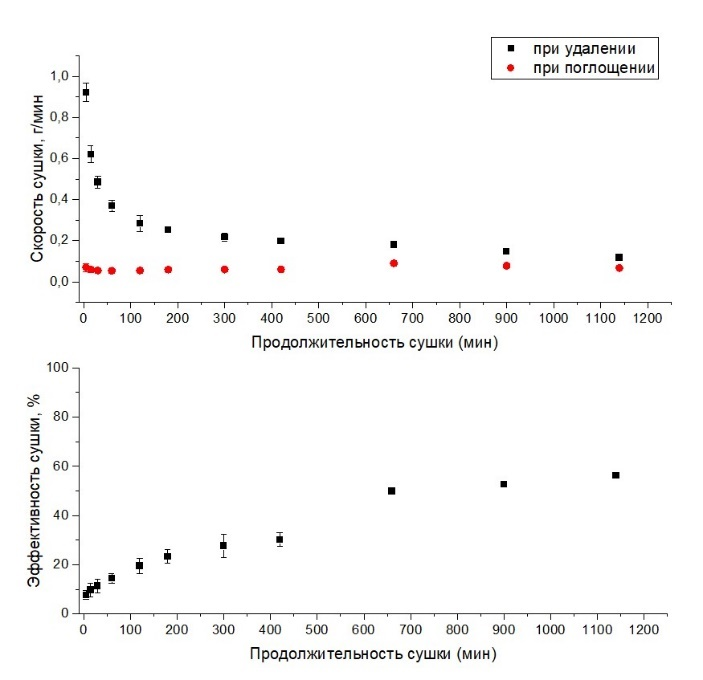 при удалении
при поглощении
Скорость сушки, г/мин
1,0
0,8
0,6
0,4
0,2
0,0
0 100 200 300 400 500 600 700 800 900 1000 1100 1200
Продолжительность сушки (мин)
Эффективность сушки, %
100
80
60
40
20
0
0 100 200 300 400 500 600 700 800 900 1000 1100 1200
Продолжительность сушки (мин)